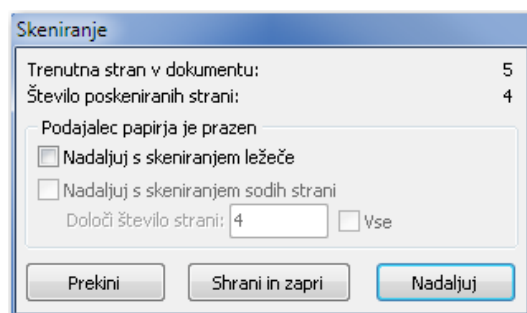 Skeniranje
Trenutna stran v dokumentu: 5
Število poskeniranih strani: 4
Podajalec papirja je prazen
Nadaljuj s skeniranjem ležeče
Nadaljuj s skeniranjem sodih strani
Določi število strani: 4 Vse
Prekini Shrani in zapri Nadaljuj